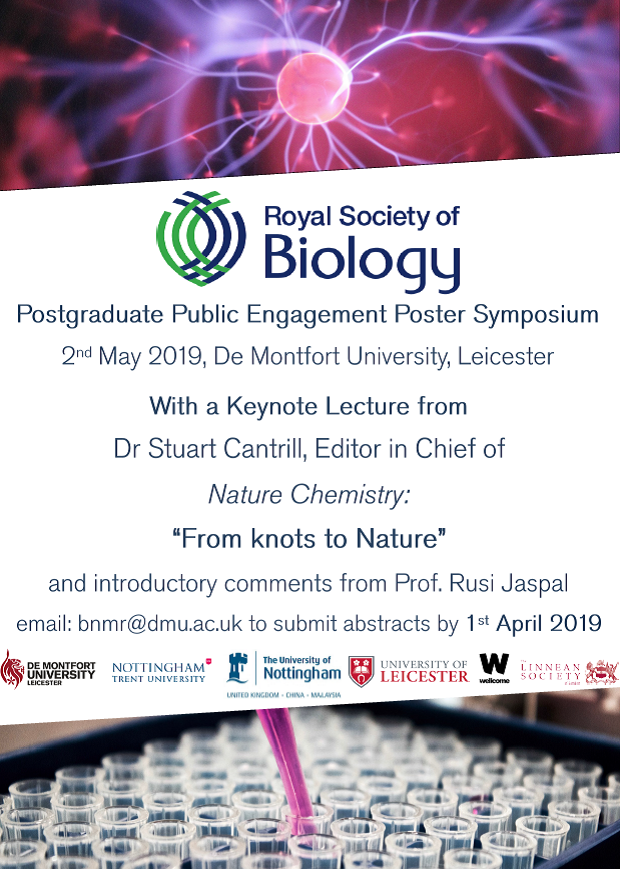 Royal Society of
Biology
Postgraduate Public Engagement Poster Symposium
2nd May 2019, De Montfort University, Leicester
With a Keynote Lecture from
Dr Stuart Cantrill, Editor in Chief of
Nature Chemistry:
“From knots to Nature”
and introductory comments from Prof. Rusi Jaspal
email: bnmr@dmu.ac.uk to submit abstracts by 1st April 2019
DE MONTFORT
UNIVERSITY
LEICESTER
NOTTINGHAM
TRENT UNIVERSITY
The University of
Nottingham
UNITED KINGDOM · CHINA · MALAYSIA
UNIVERSITY OF
LEICESTER
W
wellcome
LINNEAN
SOCIETY